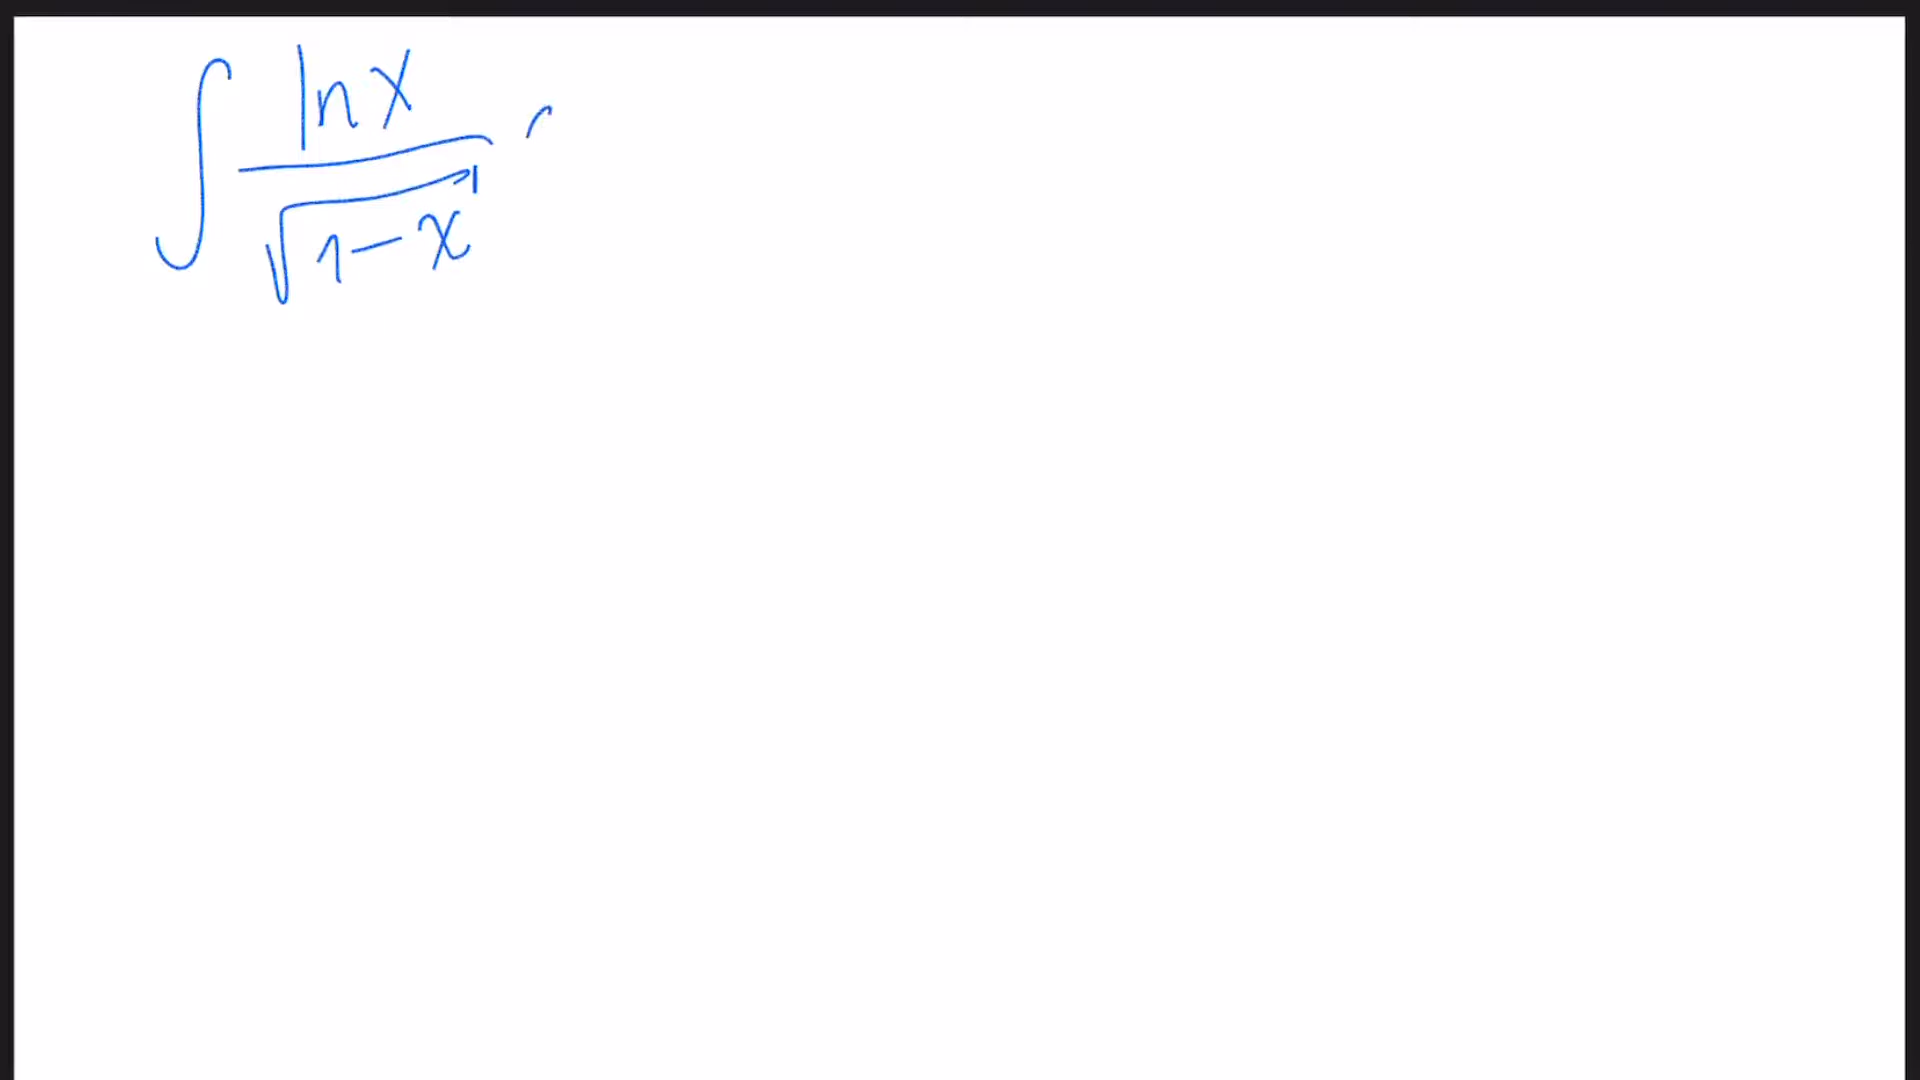 ∫ ln x / √(1 - x)